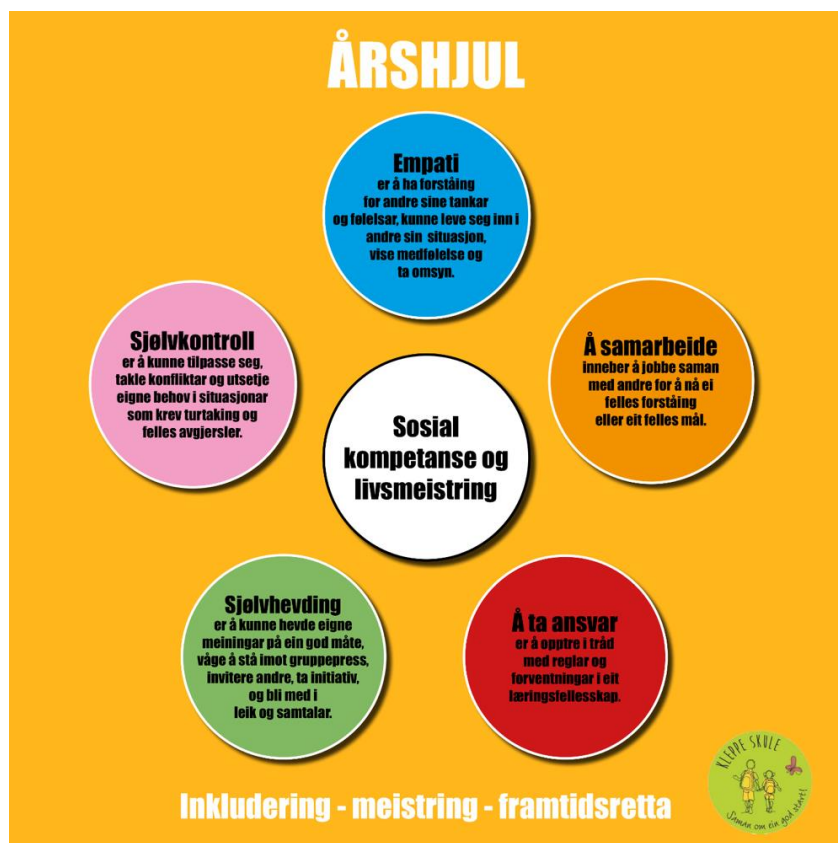 ÅRSHJUL
Empati
er å ha forståing
for andre sine tankar
og følelsar, kunne leve seg inn i
andre sin situasjon,
vise medfølelse og
ta omsyn.
Å samarbeide
inneber å jobbe saman
med andre for å nå ei
felles forståing
eller eit felles mål.
Å ta ansvar
er å opptre i tråd
med reglar og
førventningar i eit
læringsfellesskap.
Sjølvhevding
er å kunne hevde eigne
meiningar på ein god måte,
våge å stå imot gruppepress,
invitere andre, ta initiativ,
og bli med i
leik og samtalar.
Sjølvkontroll
er å kunne tilpasse seg,
takle konfliktar og utsetje
eigne behov i situasjonar
som krev turtaking og
felles avgjersler.
Sosial
kompetanse og
livsmeistring
Inkludering - meistring - framtidsretta
KLEPPE SKULE
Saman om ein god start!